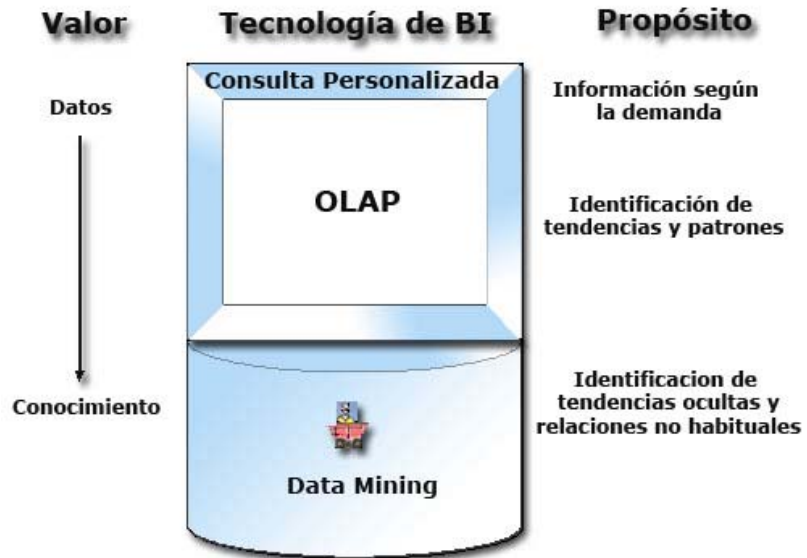 Valor
Tecnología de BI
Propósito
Consulta Personalizada
Datos
Información según
la demanda
OLAP
Identificación de
tendencias y patrones
Conocimiento
Identificacion de
tendencias ocultas y
relaciones no habituales
Data Mining